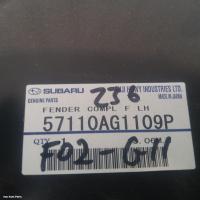 SUBARU
FUJI HEAVY INDUSTRIES LTD.
GENUINE PARTS
MADE IN JAPAN
236
FENDER COMPL F LH
57110AG1109P
QTY
F02-G11